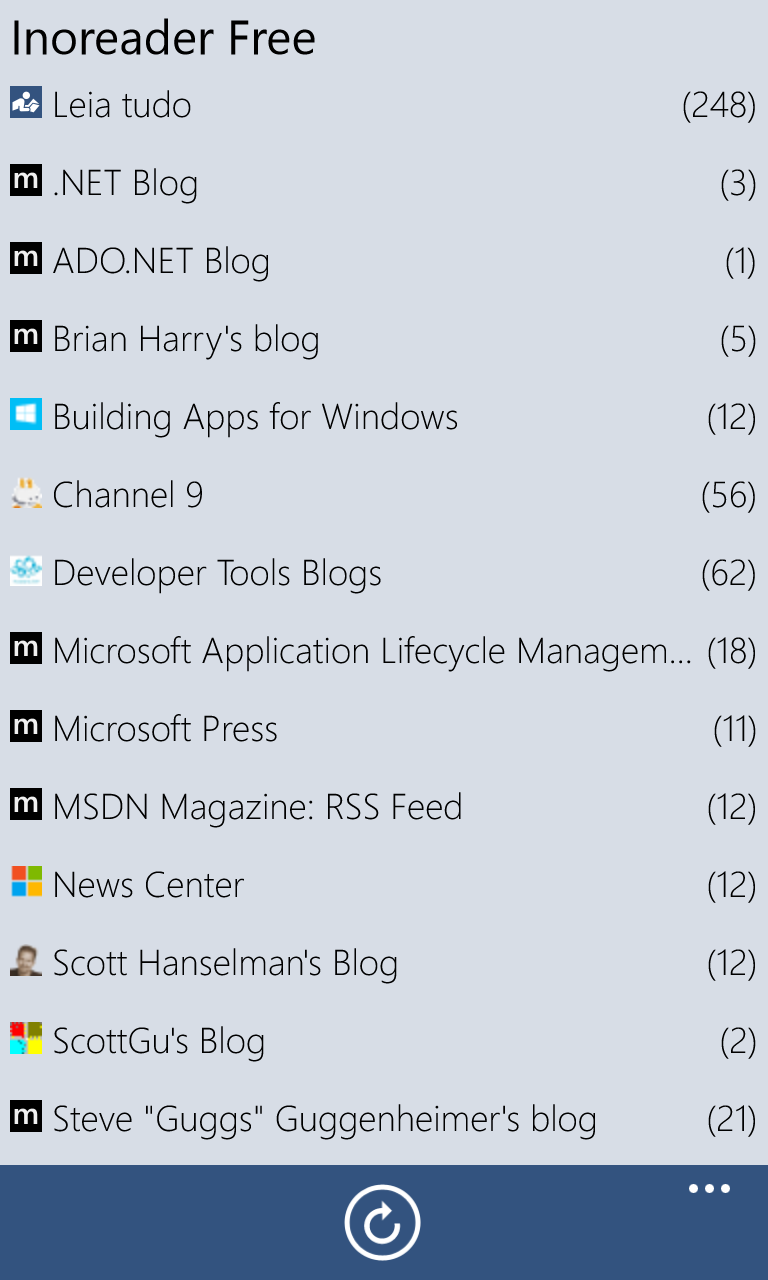 Inoreader Free
Leia tudo (248)
m .NET Blog (3)
m ADO.NET Blog (1)
m Brian Harry's blog (5)
Building Apps for Windows (12)
Channel 9 (56)
Developer Tools Blogs (62)
m Microsoft Application Lifecycle Managem... (18)
m Microsoft Press (11)
m MSDN Magazine: RSS Feed (12)
News Center (12)
Scott Hanselman's Blog (12)
ScottGu's Blog (2)
m Steve "Guggs" Guggenheimer's blog (21)